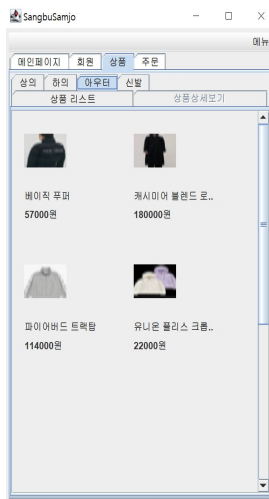 SangbuSamjo
메뉴
메인페이지 회원 상품 주문
상의 하의 아우터 신발
상품 리스트 상품상세보기
베이직 푸퍼 캐시미어 블렌드 로..
57000원 180000원
파이어버드 트랙탑 유니온 플리스 크롭..
114000원 22000원